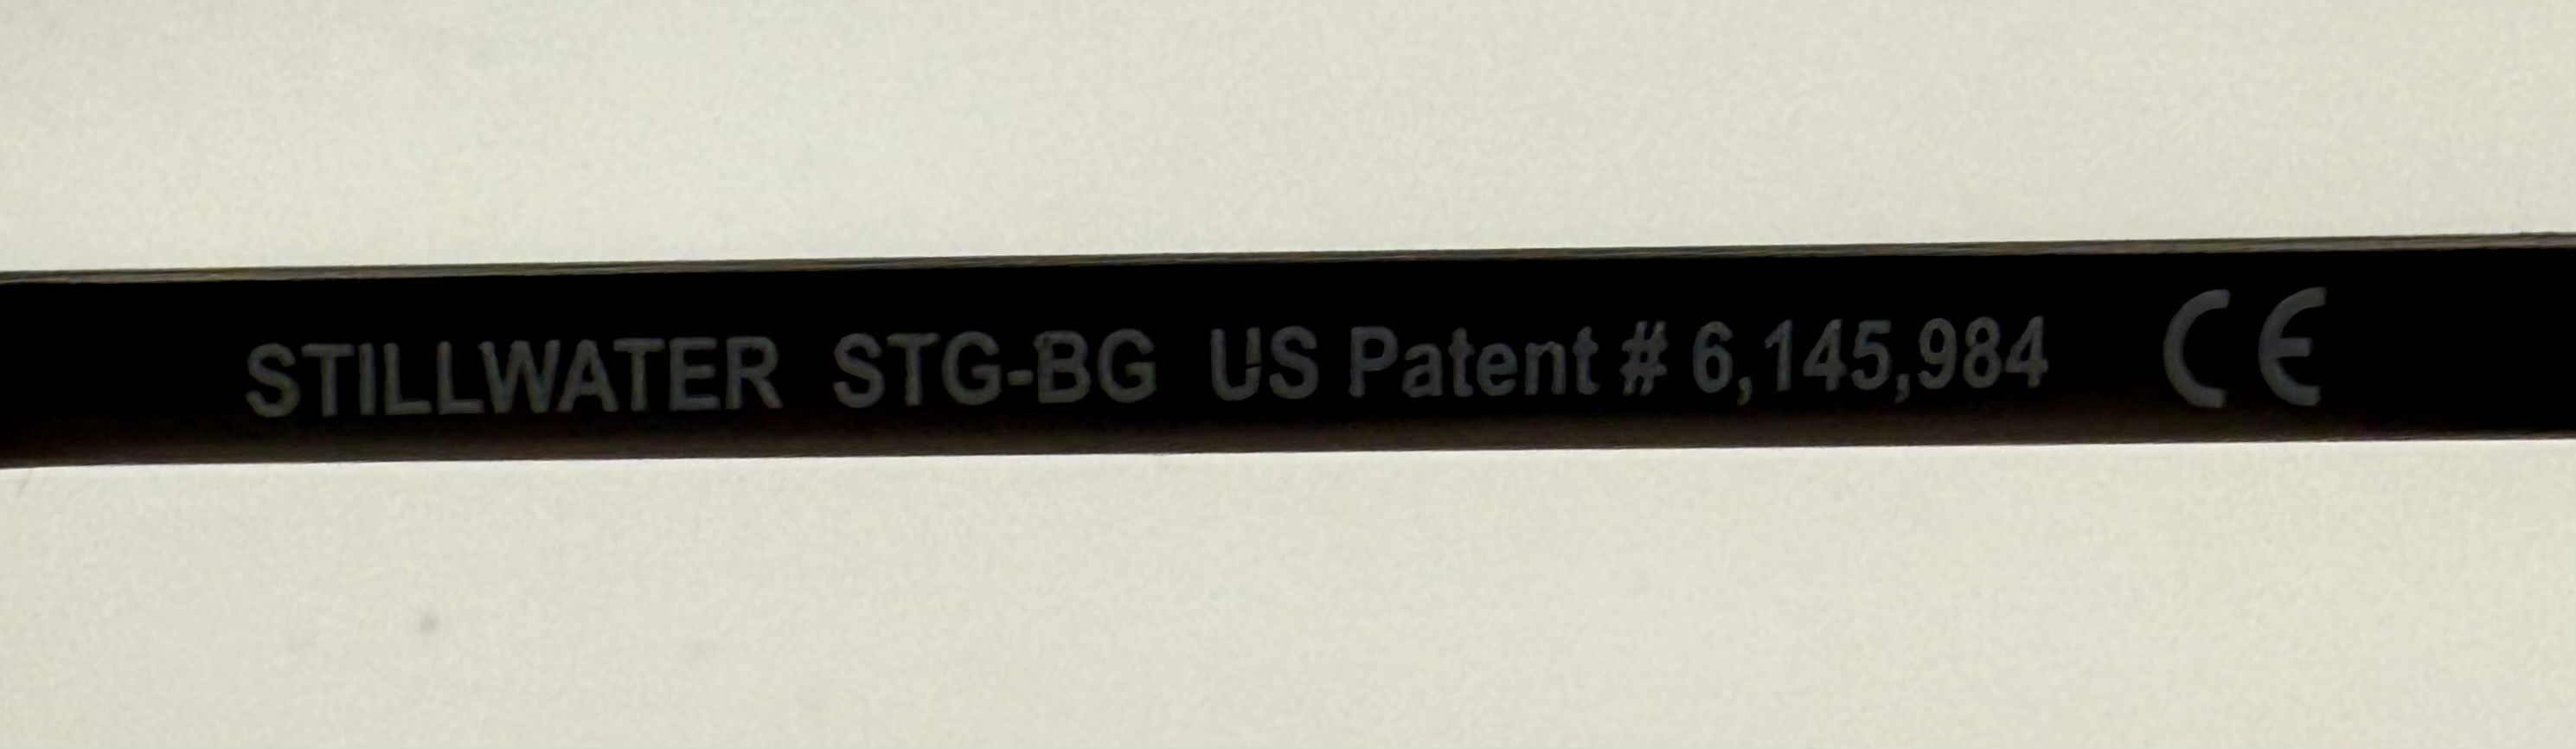 STILLWATER STG-BG US Patent # 6,145,984 CE